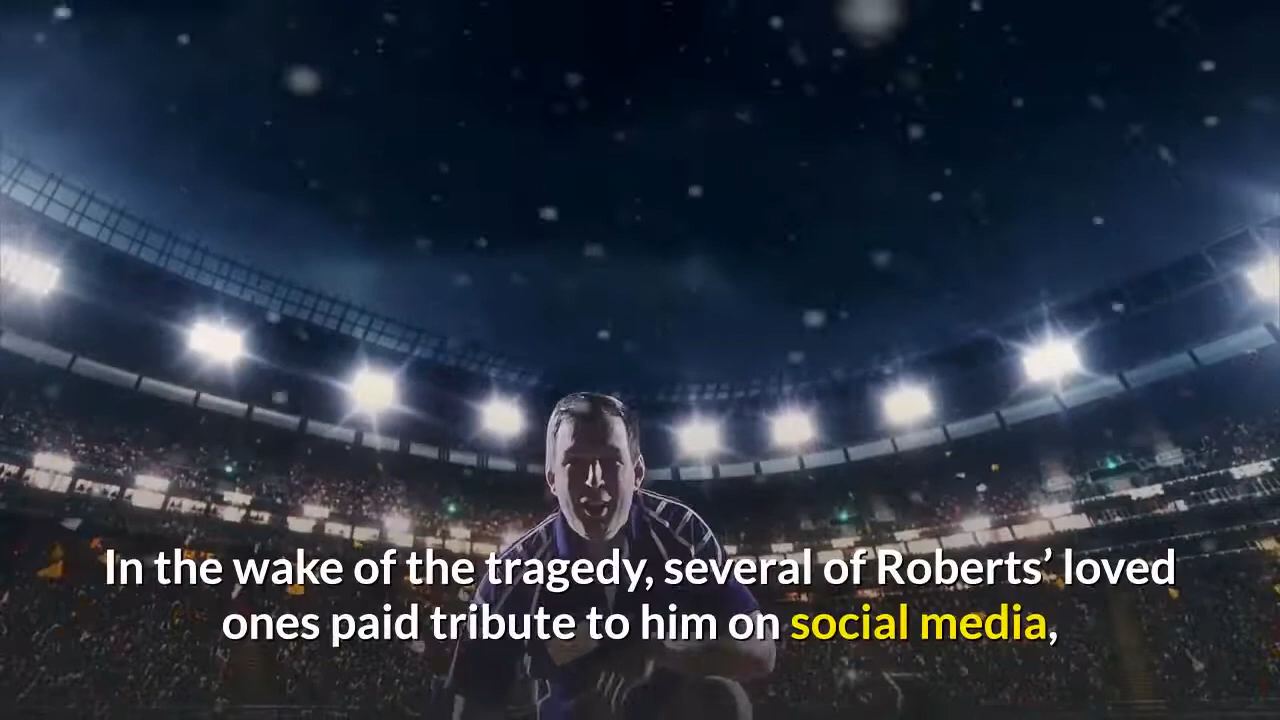 In the wake of the tragedy, several of Roberts’ loved
ones paid tribute to him on social media,